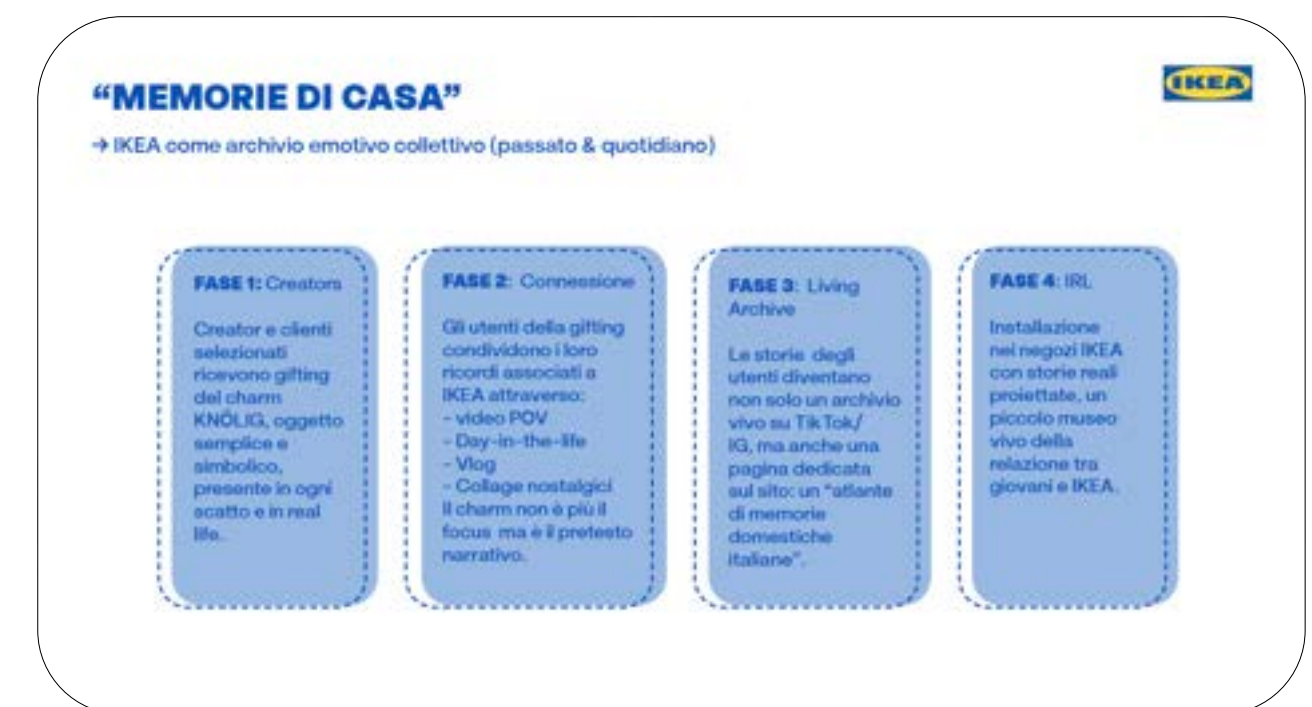 “MEMORIE DI CASA”
IKEA
→ IKEA come archivio emotivo collettivo (passato & quotidiano)
FASE 1: Creators
Creator e clienti
selezionati
ricevono gifting
del charm
KNÖLIG, oggetto
semplice e
simbolico,
presente in ogni
scatto e in real
life.
FASE 2: Connessione
Gli utenti della gifting
condividono i loro
ricordi associati a
IKEA attraverso:
- video POV
- Day-in-the-life
- Vlog
- Collage nostalgici
Il charm non è più il
focus ma è il pretesto
narrativo.
FASE 3: Living
Archive
Le storie degli
utenti diventano
non solo un archivio
vivo su TikTok/
IG, ma anche una
pagina dedicata
sul sito: un “atlante
di memorie
domestiche
italiane”.
FASE 4: IRL
Installazione
nei negozi IKEA
con storie reali
proiettate, un
piccolo museo
vivo della
relazione tra
giovani e IKEA.